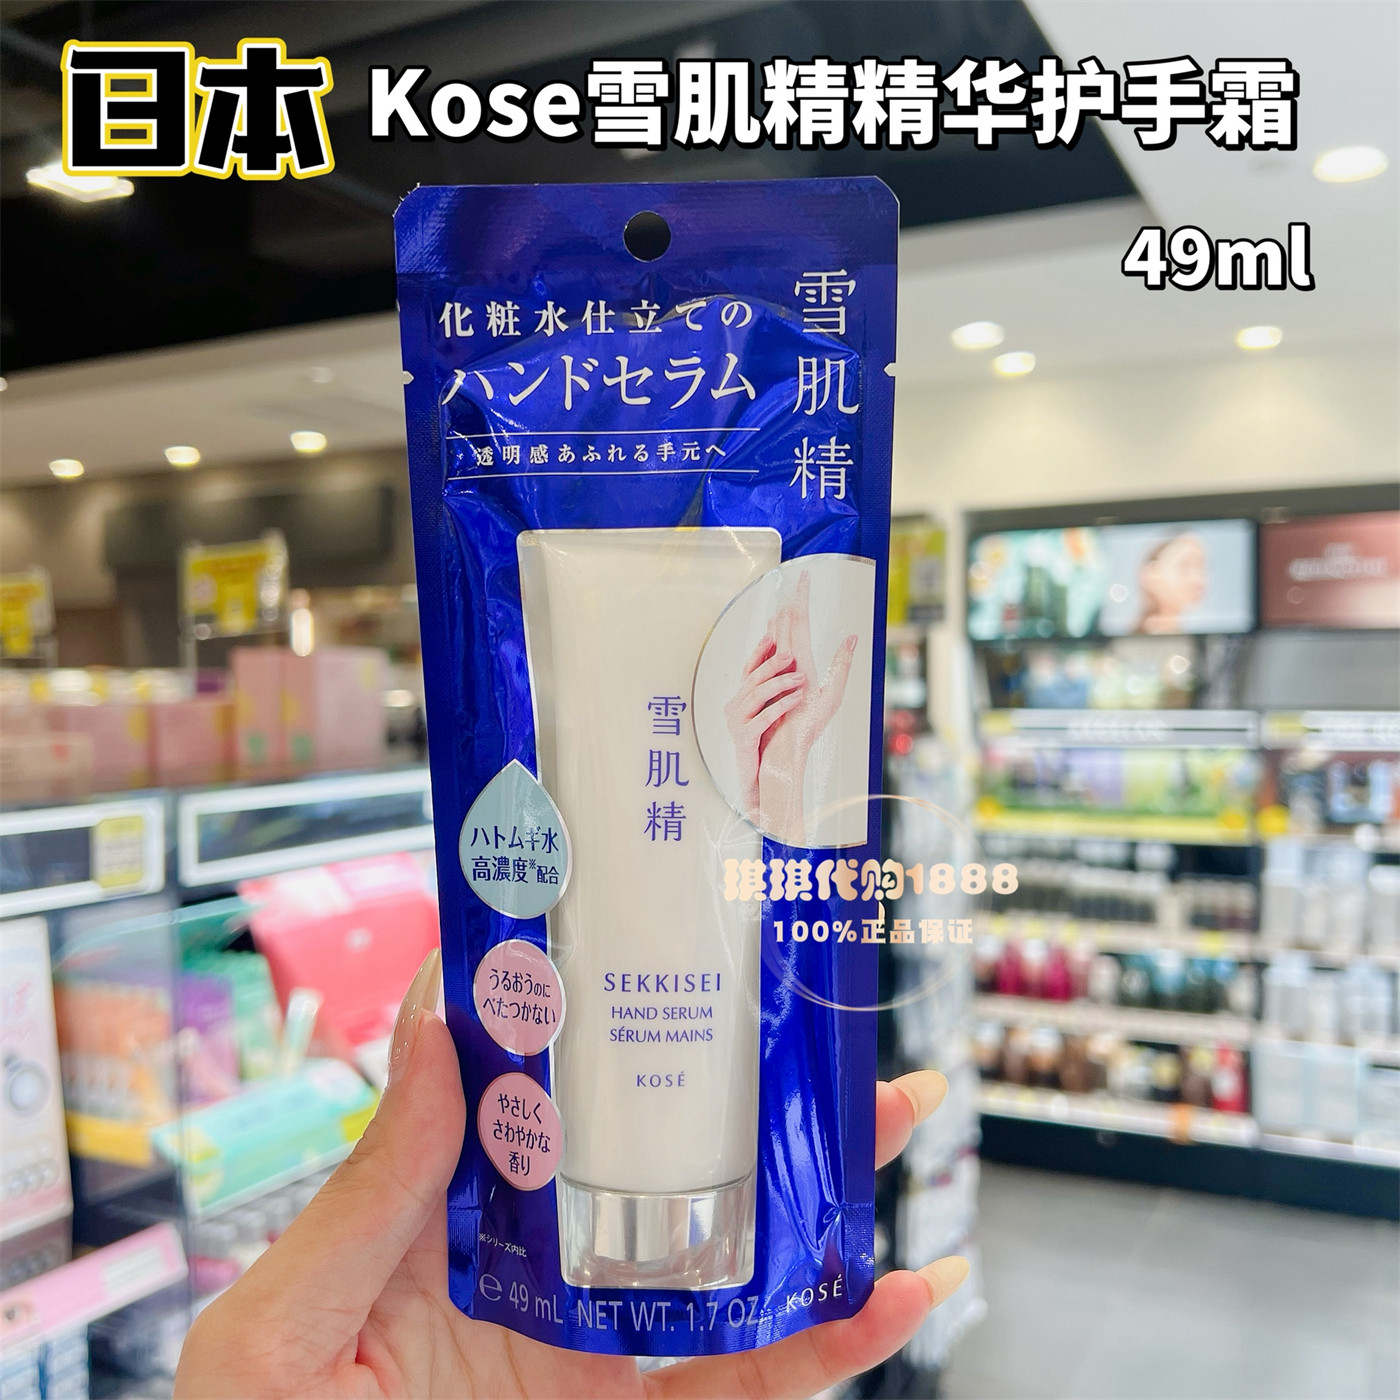 日本 Kose雪肌精精华护手霜
49ml
化粧水仕立ての
ハンドセラム
透明感あふれる手元へ
雪肌精
雪肌精
ハトムギ水
高濃度※配合
うるおうのに
べたつかない
やさしく
さわやかな
香り
SEKKISEI
HAND SERUM
SÉRUM MAINS
KOSÉ
琪琪代购1888
100%正品保证
※シリーズ内比
℮ 49 mL NET WT. 1.7 OZ.
KOSÉ